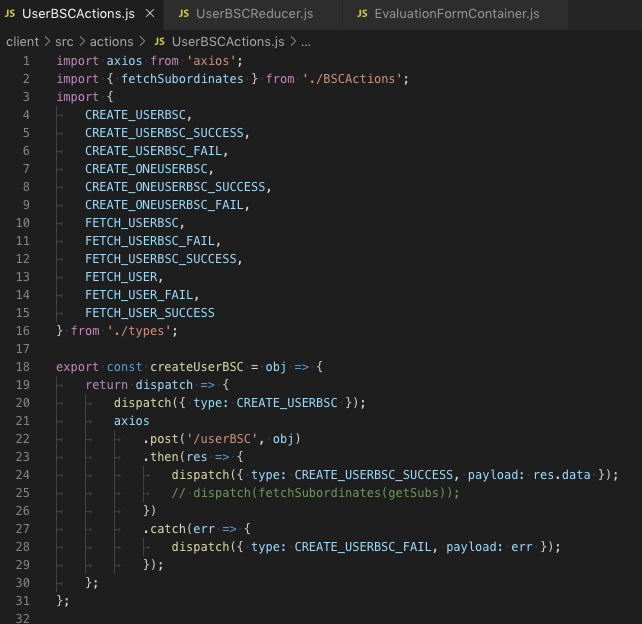 JS UserBSCActions.js × JS UserBSCReducer.js JS EvaluationFormContainer.js
client > src > actions > JS UserBSCActions.js > ...
1 import axios from 'axios';
2 import { fetchSubordinates } from './BSCActions';
3 import {
4 CREATE_USERBSC,
5 CREATE_USERBSC_SUCCESS,
6 CREATE_USERBSC_FAIL,
7 CREATE_ONEUSERBSC,
8 CREATE_ONEUSERBSC_SUCCESS,
9 CREATE_ONEUSERBSC_FAIL,
10 FETCH_USERBSC,
11 FETCH_USERBSC_FAIL,
12 FETCH_USERBSC_SUCCESS,
13 FETCH_USER,
14 FETCH_USER_FAIL,
15 FETCH_USER_SUCCESS
16 } from './types';
17
18 export const createUserBSC = obj => {
19 return dispatch => {
20 dispatch({ type: CREATE_USERBSC });
21 axios
22 .post('/userBSC', obj)
23 .then(res => {
24 dispatch({ type: CREATE_USERBSC_SUCCESS, payload: res.data });
25 // dispatch(fetchSubordinates(getSubs));
26 })
27 .catch(err => {
28 dispatch({ type: CREATE_USERBSC_FAIL, payload: err });
29 });
30 };
31 };
32